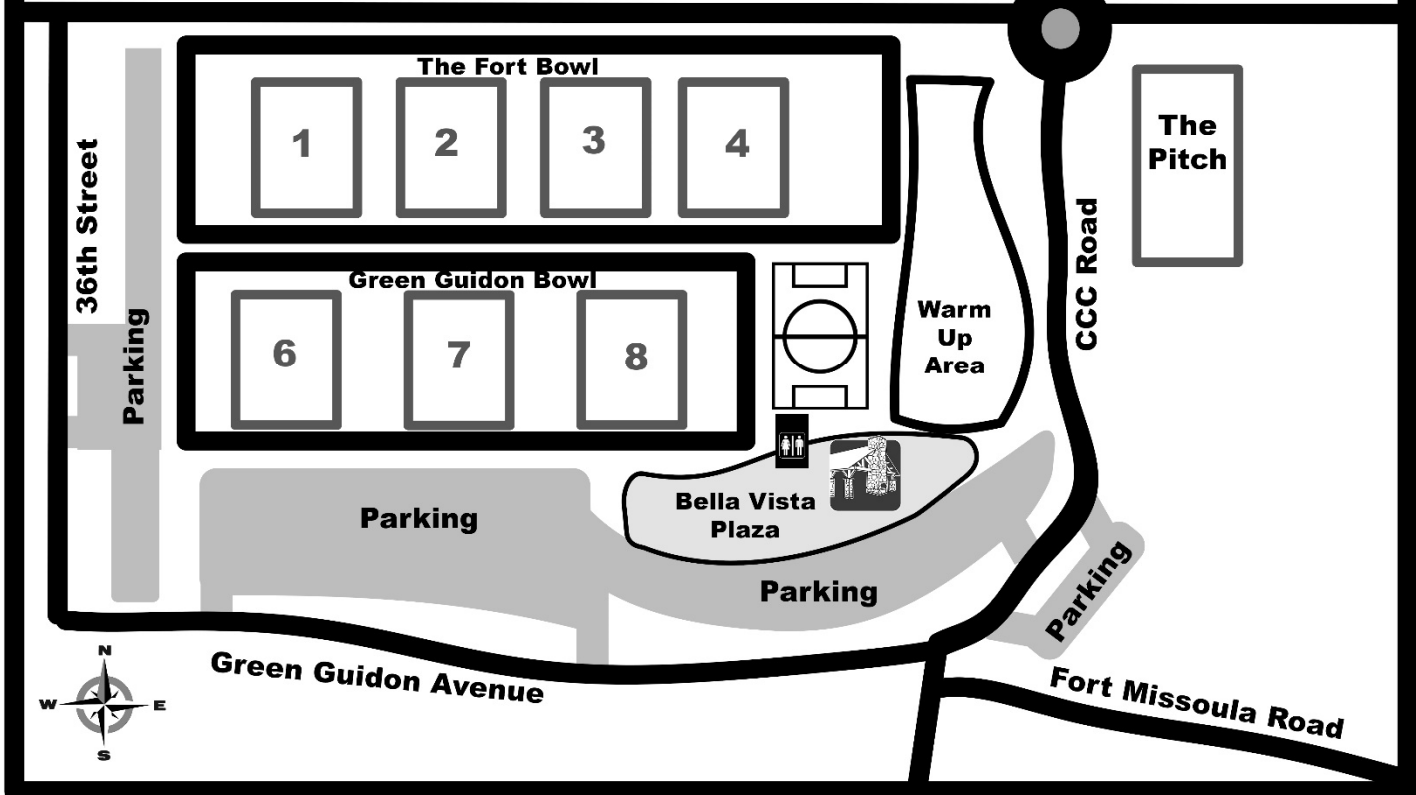 The Fort Bowl
1
2
3
4
The
Pitch
36th Street
Parking
Green Guidon Bowl
6
7
8
Warm
Up
Area
CCC Road
Bella Vista
Plaza
Parking
Parking
Parking
Green Guidon Avenue
Fort Missoula Road
N
W
E
S